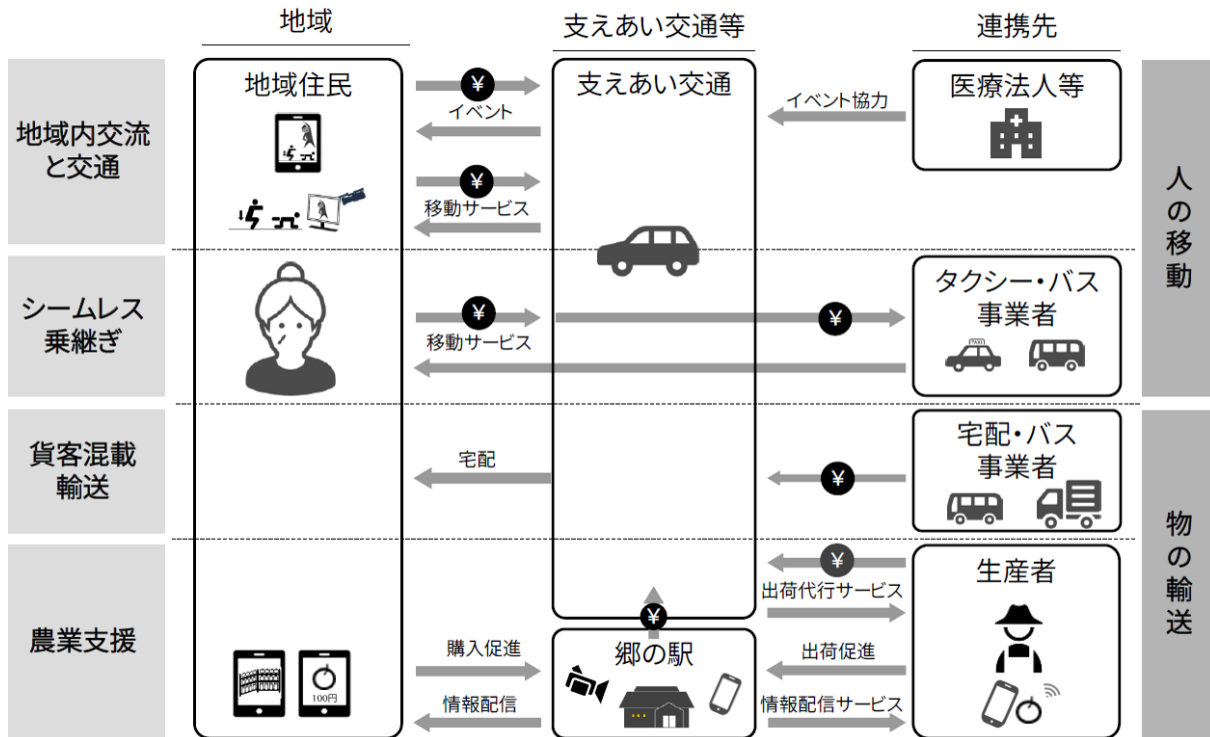 地域
支えあい交通等
連携先
地域内交流
と交通
地域住民
¥
イベント
¥
移動サービス
支えあい交通
イベント協力
医療法人等
人の移動
シームレス
乗継ぎ
¥
移動サービス
¥
タクシー・バス
事業者
TAXI
貨客混載
輸送
宅配
¥
宅配・バス
事業者
物の輸送
農業支援
100円
購入促進
情報配信
¥
郷の駅
¥
出荷代行サービス
出荷促進
情報配信サービス
生産者